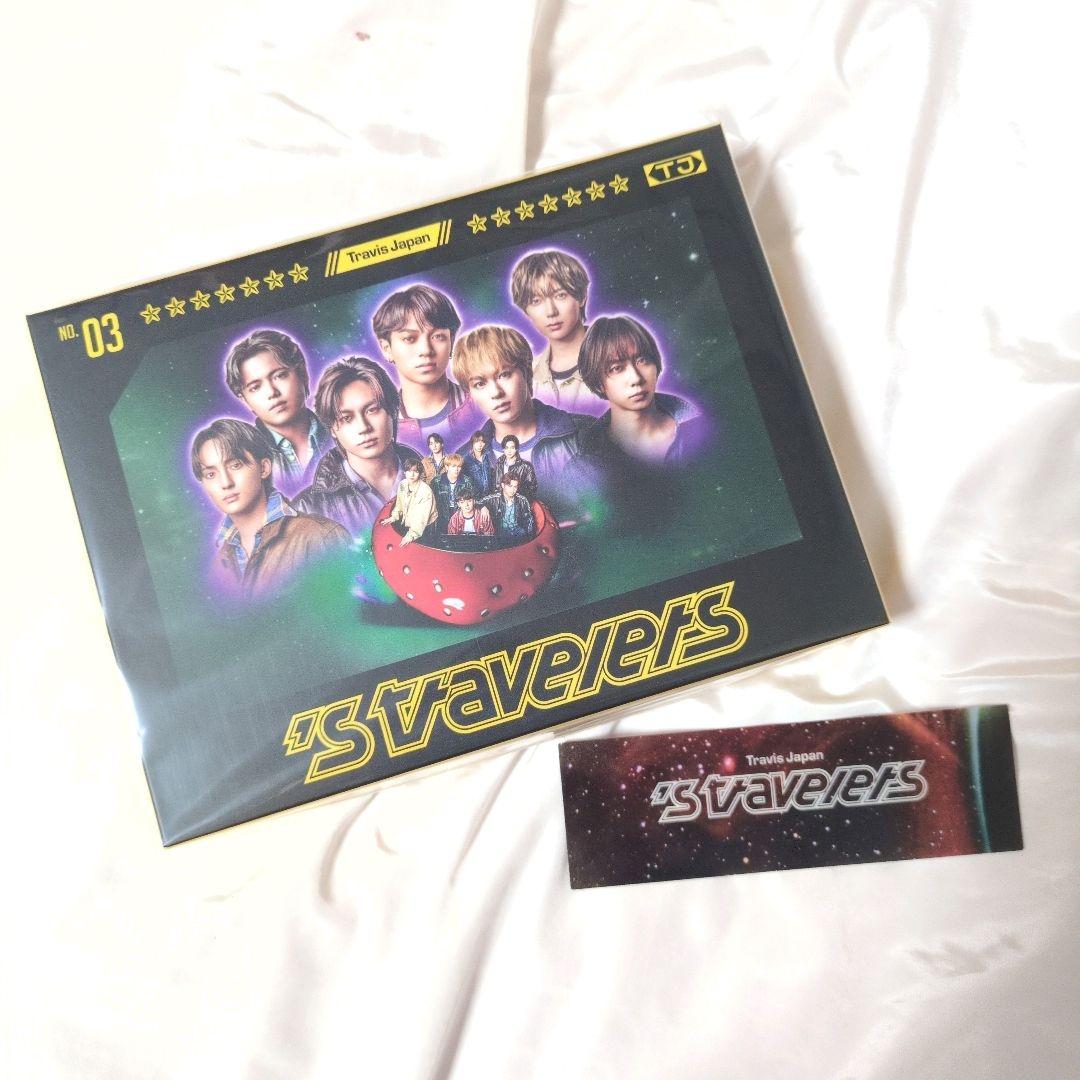 TJ
Travis Japan
NO. 03
'S travelers
Travis Japan
'S travelers